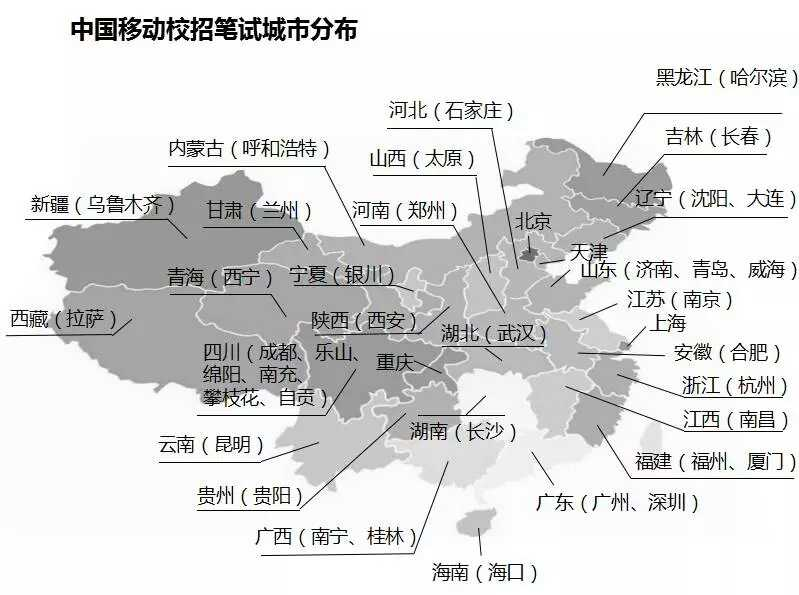 中国移动校招笔试城市分布
黑龙江（哈尔滨）
河北（石家庄）
吉林（长春）
内蒙古（呼和浩特）
山西（太原）
辽宁（沈阳、大连）
新疆（乌鲁木齐）
甘肃（兰州）
河南（郑州）
北京
天津
青海（西宁）
宁夏（银川）
山东（济南、青岛、威海）
江苏（南京）
西藏（拉萨）
陕西（西安）
湖北（武汉）
上海
四川（成都、乐山、
绵阳、南充、
攀枝花、自贡）
重庆
安徽（合肥）
浙江（杭州）
江西（南昌）
湖南（长沙）
云南（昆明）
福建（福州、厦门）
贵州（贵阳）
广东（广州、深圳）
广西（南宁、桂林）
海南（海口）